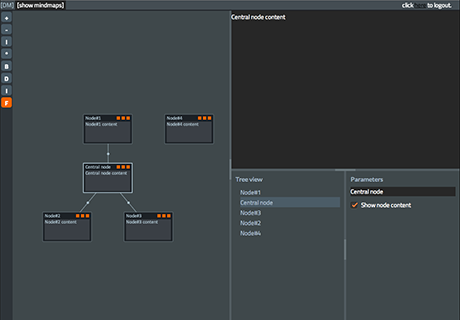 [DM] [show mindmaps]
click here to logout.
+
-
I
*
B
D
I
F
Central node content
Node#1
Node#1 content
Node#4
Node#4 content
Central node
Central node content
Node#2
Node#2 content
Node#3
Node#3 content
Tree view
Node#1
Central node
Node#3
Node#2
Node#4
Parameters
Central node
Show node content